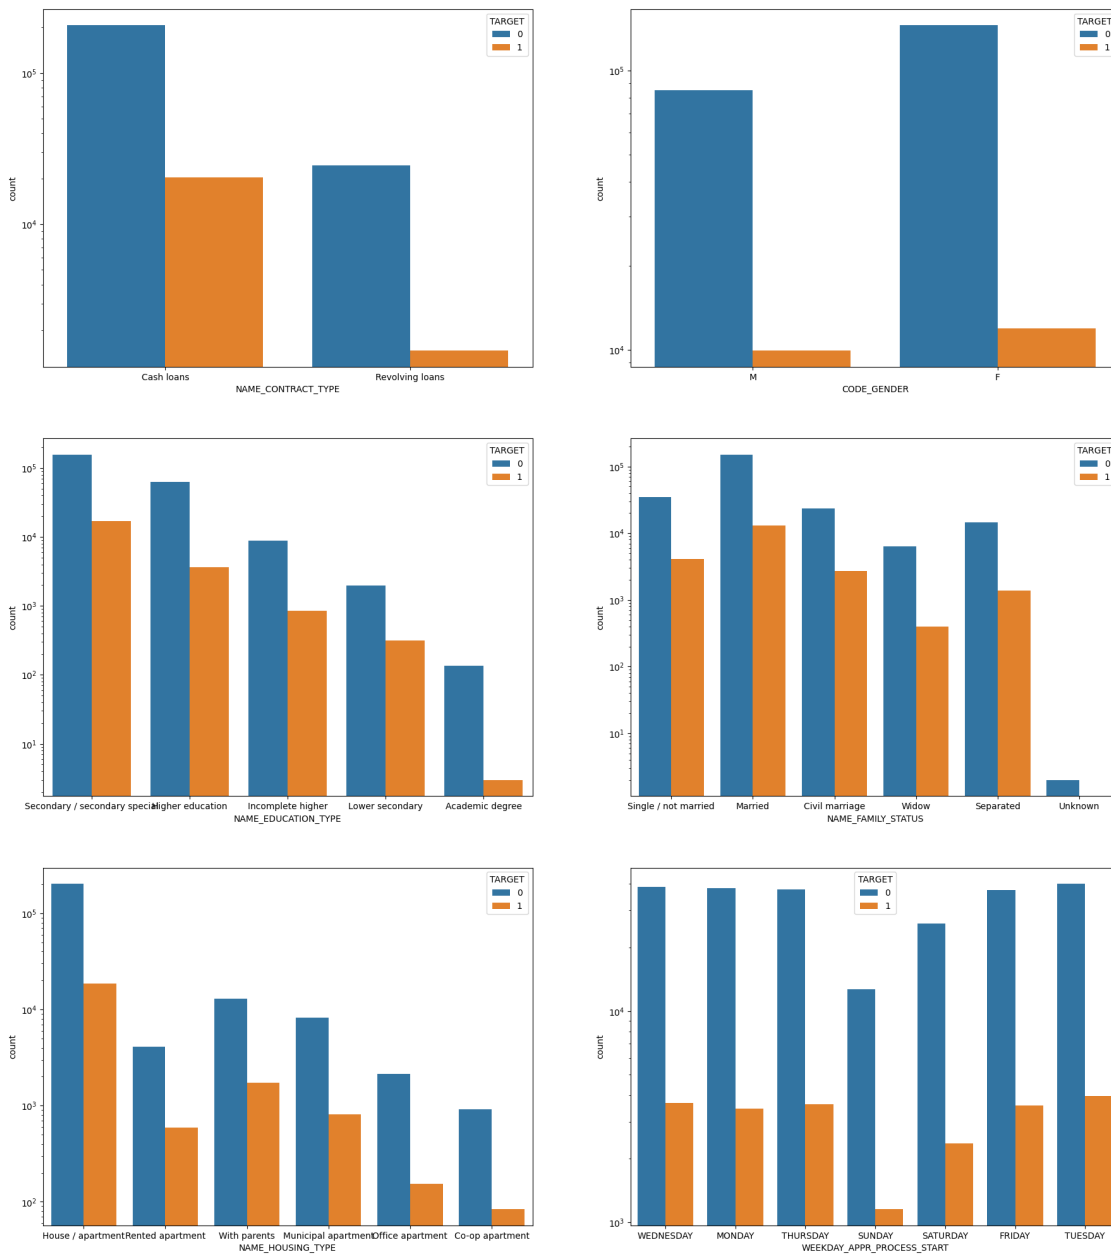 TARGET
0
1
10^5
10^4
count
Cash loans
Revolving loans
NAME_CONTRACT_TYPE
TARGET
0
1
10^5
10^4
count
M
F
CODE_GENDER
TARGET
0
1
10^5
10^4
10^3
10^2
10^1
count
Secondary / secondary special
Higher education
Incomplete higher
Lower secondary
Academic degree
NAME_EDUCATION_TYPE
TARGET
0
1
10^5
10^4
10^3
10^2
10^1
count
Single / not married
Married
Civil marriage
Widow
Separated
Unknown
NAME_FAMILY_STATUS
TARGET
0
1
10^5
10^4
10^3
10^2
count
House / apartment
Rented apartment
With parents
Municipal apartment
Office apartment
Co-op apartment
NAME_HOUSING_TYPE
TARGET
0
1
10^4
10^3
count
WEDNESDAY
MONDAY
THURSDAY
SUNDAY
SATURDAY
FRIDAY
TUESDAY
WEEKDAY_APPR_PROCESS_START